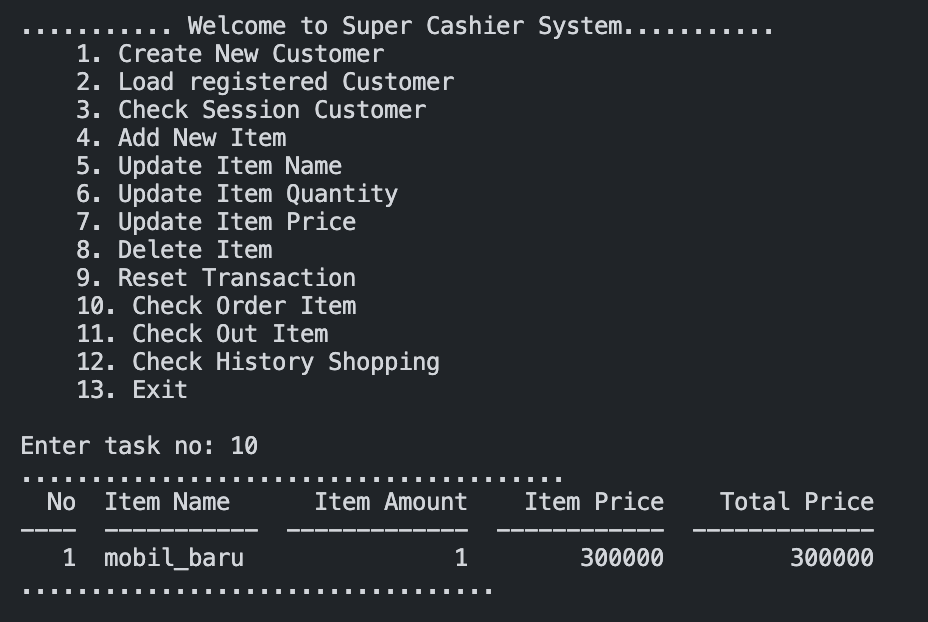 ........... Welcome to Super Cashier System...........
1. Create New Customer
2. Load registered Customer
3. Check Session Customer
4. Add New Item
5. Update Item Name
6. Update Item Quantity
7. Update Item Price
8. Delete Item
9. Reset Transaction
10. Check Order Item
11. Check Out Item
12. Check History Shopping
13. Exit
Enter task no: 10
.......................................
No  Item Name      Item Amount    Item Price    Total Price
----  -----------  -------------  ------------  -------------
1  mobil_baru               1        300000         300000
..................................